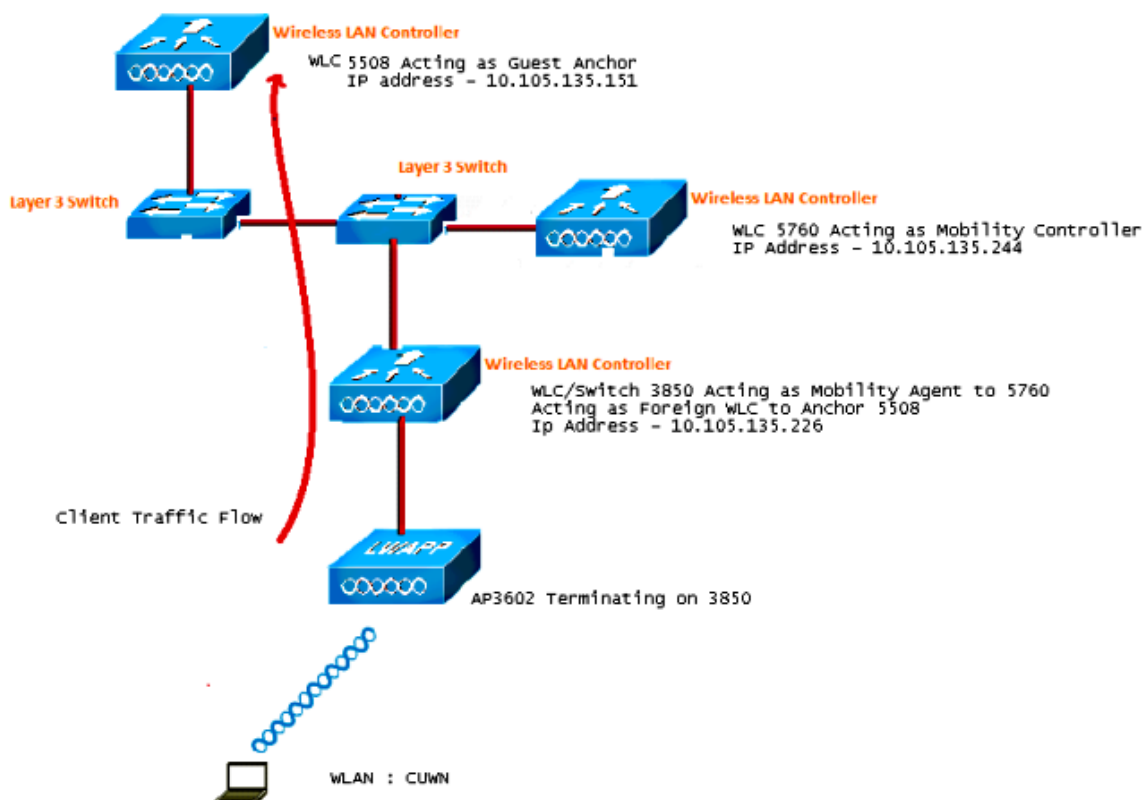 Wireless LAN Controller
WLC 5508 Acting as Guest Anchor
IP address - 10.105.135.151
Layer 3 Switch
Layer 3 Switch
Wireless LAN Controller
WLC 5760 Acting as Mobility Controller
IP Address - 10.105.135.244
Wireless LAN Controller
WLC/Switch 3850 Acting as Mobility Agent to 5760
Acting as Foreign WLC to Anchor 5508
Ip Address - 10.105.135.226
Client Traffic Flow
LWAPP
AP3602 Terminating on 3850
WLAN : CUWN